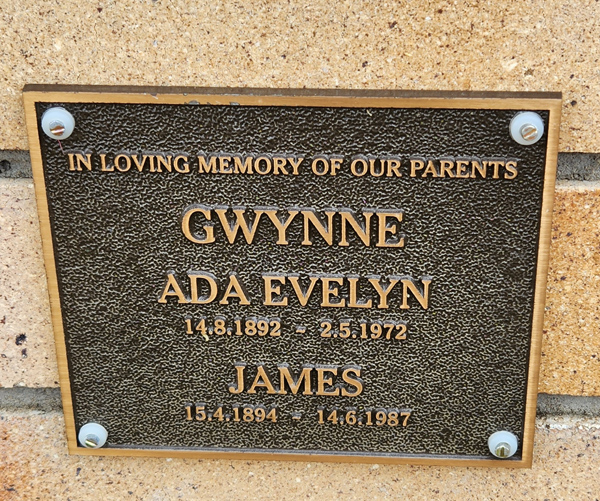 IN LOVING MEMORY OF OUR PARENTS
GWYNNE
ADA EVELYN
14.8.1892 - 2.5.1972
JAMES
15.4.1894 - 14.6.1987